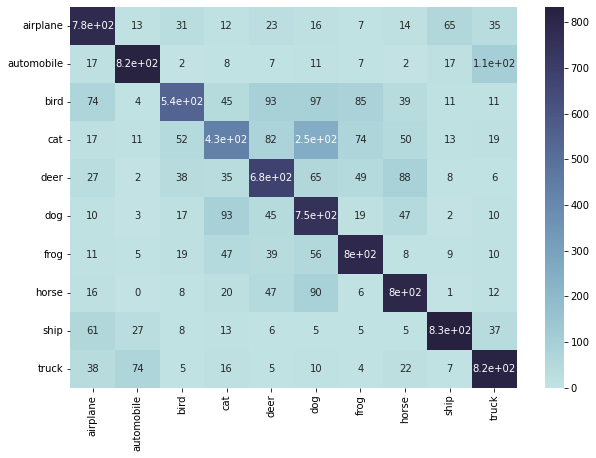 airplane 7.8e+02 13 31 12 23 16 7 14 65 35
automobile 17 8.2e+02 2 8 7 11 7 2 17 1.1e+02
bird 74 4 5.4e+02 45 93 97 85 39 11 11
cat 17 11 52 4.3e+02 82 2.5e+02 74 50 13 19
deer 27 2 38 35 6.8e+02 65 49 88 8 6
dog 10 3 17 93 45 7.5e+02 19 47 2 10
frog 11 5 19 47 39 56 8e+02 8 9 10
horse 16 0 8 20 47 90 6 8e+02 1 12
ship 61 27 8 13 6 5 5 5 8.3e+02 37
truck 38 74 5 16 5 10 4 22 7 8.2e+02
airplane automobile bird cat deer dog frog horse ship truck
800
700
600
500
400
300
200
100
0